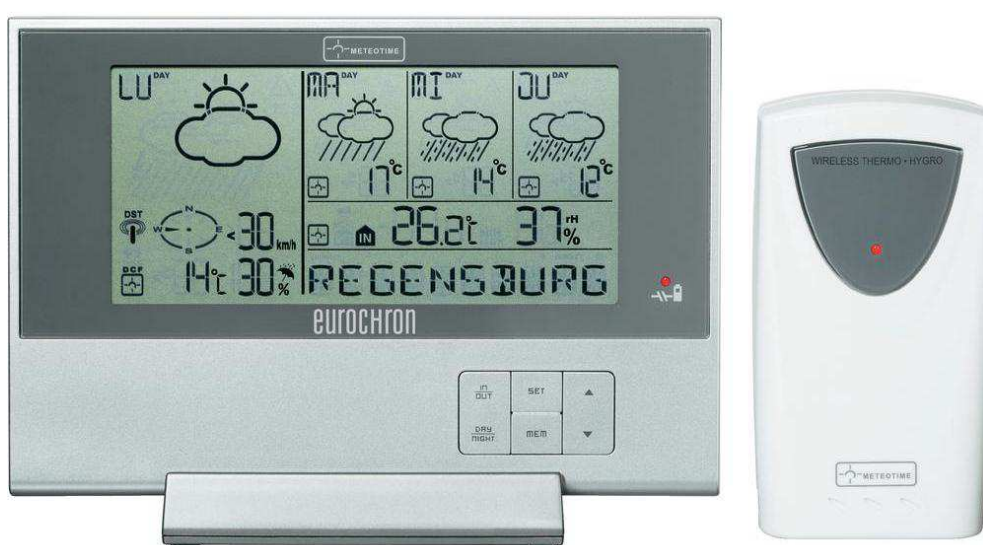 METEOTIME
LU DAY MA DAY MI DAY JU DAY
17°C 14°C 12°C
DST N W E S <30 km/h
IN 26.2°C 37 rH %
DCF 14°C 30 %
REGENSBURG
eurochron
IN OUT SET
DAY NIGHT MEM
WIRELESS THERMO • HYGRO
METEOTIME